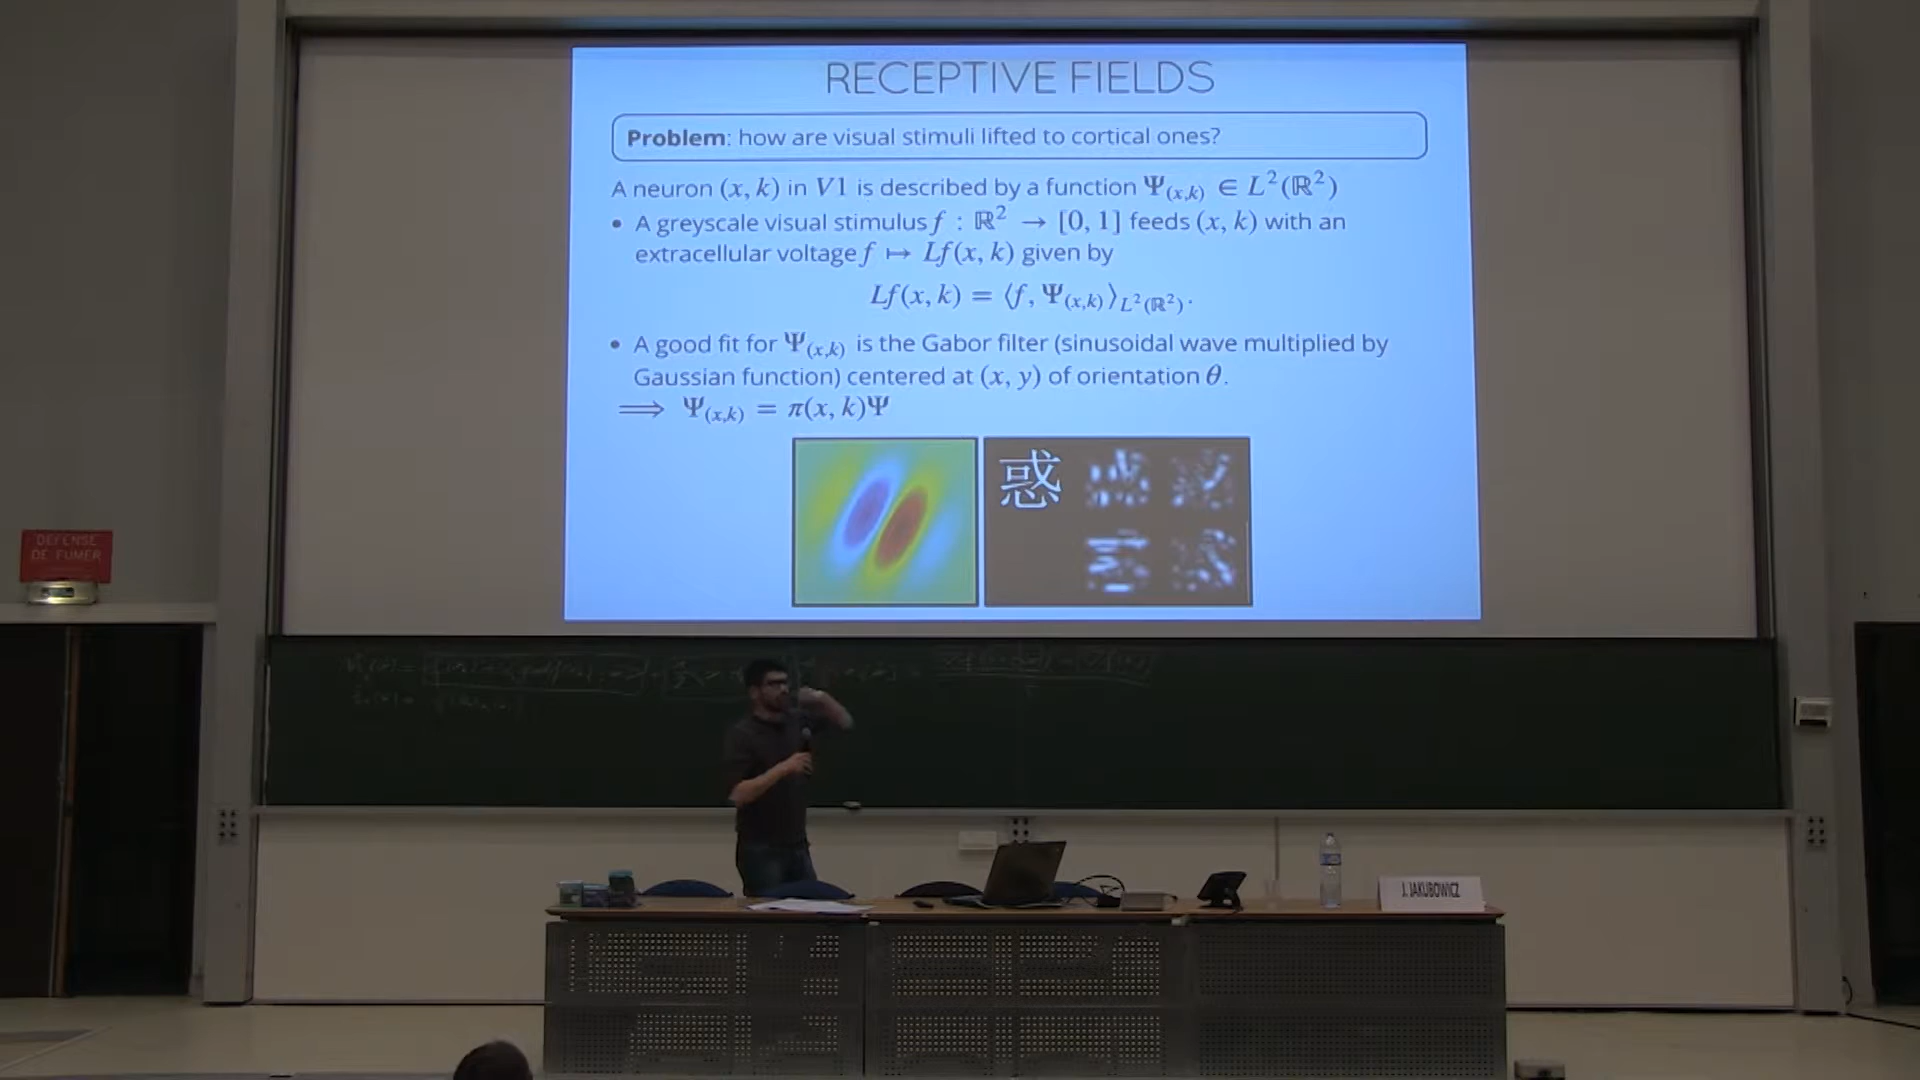 RECEPTIVE FIELDS
Problem: how are visual stimuli lifted to cortical ones?
A neuron (x, k) in V1 is described by a function Ψ(x,k) ∈ L²(ℝ²)
• A greyscale visual stimulus f : ℝ² → [0, 1] feeds (x, k) with an
extracellular voltage f ↦ Lf(x, k) given by
Lf(x, k) = ⟨f, Ψ(x,k)⟩L²(ℝ²).
• A good fit for Ψ(x,k) is the Gabor filter (sinusoidal wave multiplied by
Gaussian function) centered at (x, y) of orientation θ.
⟹ Ψ(x,k) = π(x, k)Ψ
惑
DEFENSE
DE FUMER
J. JAKUBOWICZ